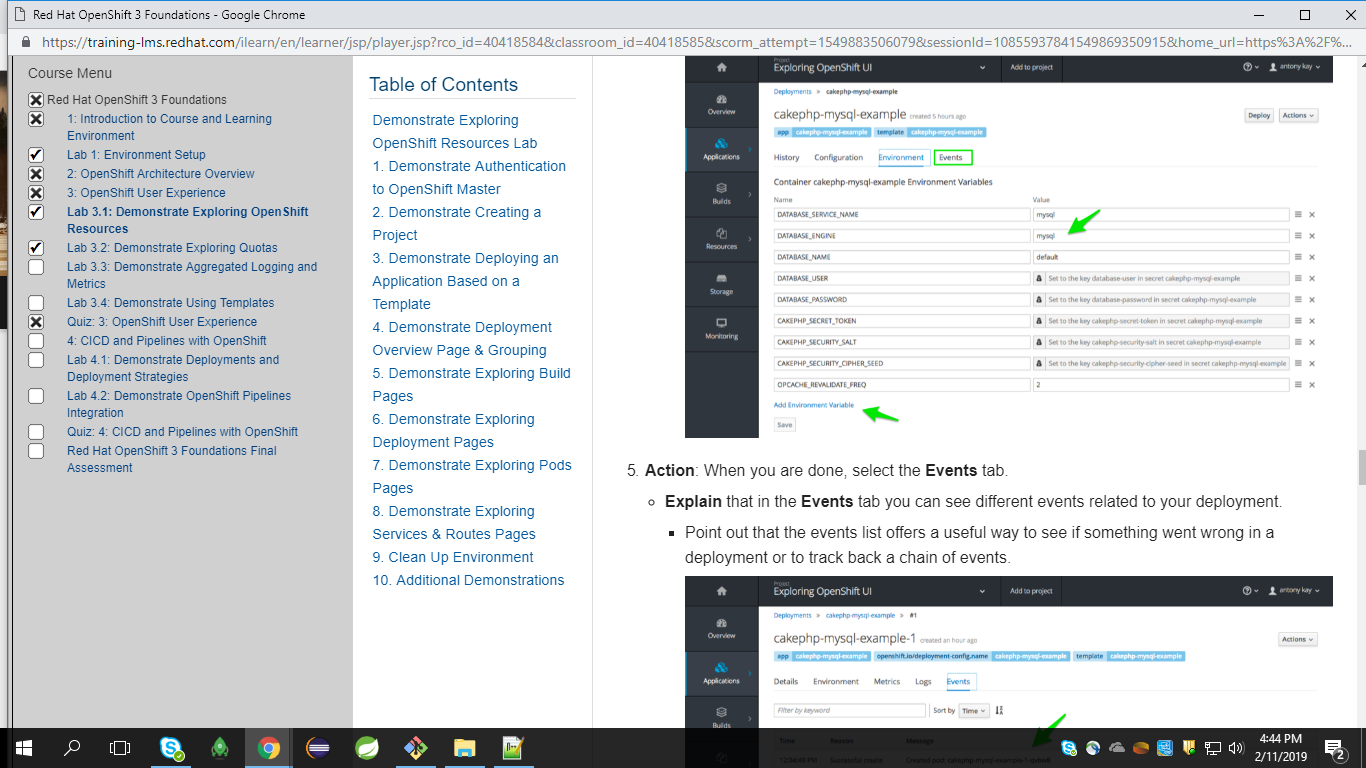 Red Hat OpenShift 3 Foundations - Google Chrome
https://training-lms.redhat.com/ilearn/en/learner/jsp/player.jsp?rco_id=40418584&classroom_id=40418585&scorm_attempt=1549883506079&sessionId=10855937841549869350915&home_url=https%3A%2F%...
Course Menu
Red Hat OpenShift 3 Foundations
1: Introduction to Course and Learning
Environment
Lab 1: Environment Setup
2: OpenShift Architecture Overview
3: OpenShift User Experience
Lab 3.1: Demonstrate Exploring OpenShift
Resources
Lab 3.2: Demonstrate Exploring Quotas
Lab 3.3: Demonstrate Aggregated Logging and
Metrics
Lab 3.4: Demonstrate Using Templates
Quiz: 3: OpenShift User Experience
4: CICD and Pipelines with OpenShift
Lab 4.1: Demonstrate Deployments and
Deployment Strategies
Lab 4.2: Demonstrate OpenShift Pipelines
Integration
Quiz: 4: CICD and Pipelines with OpenShift
Red Hat OpenShift 3 Foundations Final
Assessment
Table of Contents
Demonstrate Exploring
OpenShift Resources Lab
1. Demonstrate Authentication
to OpenShift Master
2. Demonstrate Creating a
Project
3. Demonstrate Deploying an
Application Based on a
Template
4. Demonstrate Deployment
Overview Page & Grouping
5. Demonstrate Exploring Build
Pages
6. Demonstrate Exploring
Deployment Pages
7. Demonstrate Exploring Pods
Pages
8. Demonstrate Exploring
Services & Routes Pages
9. Clean Up Environment
10. Additional Demonstrations
Project
Exploring OpenShift UI Add to project antony kay
Overview
Applications
Builds
Resources
Storage
Monitoring
Deployments » cakephp-mysql-example
cakephp-mysql-example created 5 hours ago Deploy Actions
app cakephp-mysql-example template cakephp-mysql-example
History Configuration Environment Events
Container cakephp-mysql-example Environment Variables
Name Value
DATABASE_SERVICE_NAME mysql
DATABASE_ENGINE mysql
DATABASE_NAME default
DATABASE_USER Set to the key database-user in secret cakephp-mysql-example
DATABASE_PASSWORD Set to the key database-password in secret cakephp-mysql-example
CAKEPHP_SECRET_TOKEN Set to the key cakephp-secret-token in secret cakephp-mysql-example
CAKEPHP_SECURITY_SALT Set to the key cakephp-security-salt in secret cakephp-mysql-example
CAKEPHP_SECURITY_CIPHER_SEED Set to the key cakephp-security-cipher-seed in secret cakephp-mysql-example
OPCACHE_REVALIDATE_FREQ 2
Add Environment Variable
Save
5. Action: When you are done, select the Events tab.
Explain that in the Events tab you can see different events related to your deployment.
Point out that the events list offers a useful way to see if something went wrong in a
deployment or to track back a chain of events.
Project
Exploring OpenShift UI Add to project antony kay
Overview
Applications
Builds
Deployments » cakephp-mysql-example » #1
cakephp-mysql-example-1 created an hour ago Actions
app cakephp-mysql-example openshift.io/deployment-config.name cakephp-mysql-example template cakephp-mysql-example
Details Environment Metrics Logs Events
Filter by keyword Sort by Time
Time Reason Message
4:44 PM
2/11/2019
2